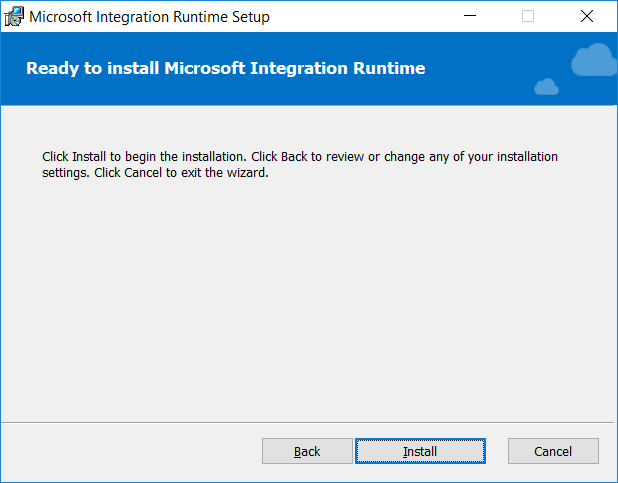 Microsoft Integration Runtime Setup
Ready to install Microsoft Integration Runtime
Click Install to begin the installation. Click Back to review or change any of your installation
settings. Click Cancel to exit the wizard.
Back
Install
Cancel